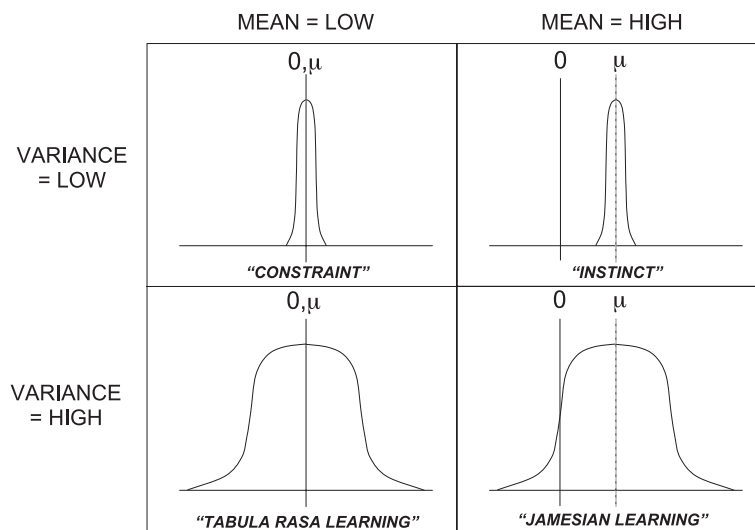 MEAN = LOW
MEAN = HIGH
VARIANCE
= LOW
0,μ
“CONSTRAINT”
0
μ
“INSTINCT”
VARIANCE
= HIGH
0,μ
“TABULA RASA LEARNING”
0
μ
“JAMESIAN LEARNING”